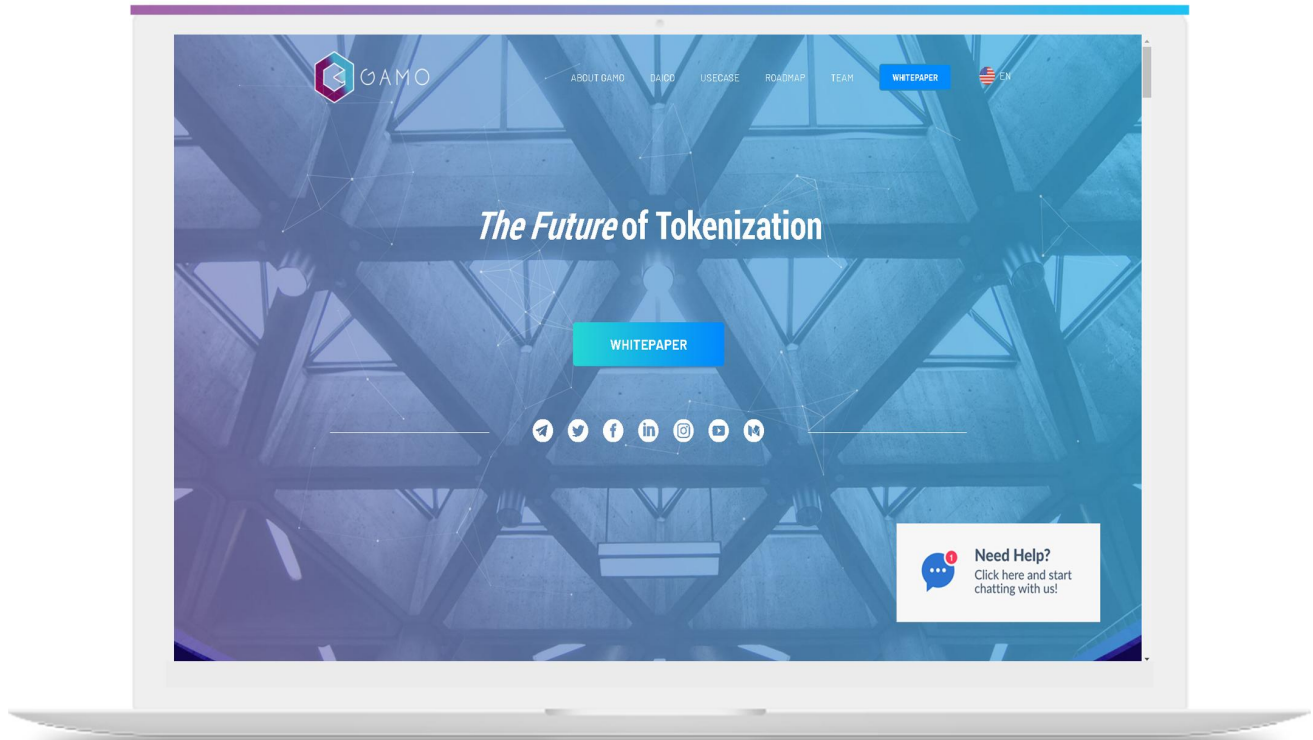 GAMO
ABOUT GAMO DAICO USECASE ROADMAP TEAM WHITEPAPER EN
The Future of Tokenization
WHITEPAPER
1
Need Help?
Click here and start
chatting with us!